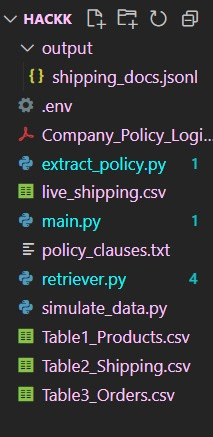 HACKK
output
{} shipping_docs.jsonl
.env
Company_Policy_Logi...
extract_policy.py 1
live_shipping.csv
main.py 1
policy_clauses.txt
retriever.py 4
simulate_data.py
Table1_Products.csv
Table2_Shipping.csv
Table3_Orders.csv